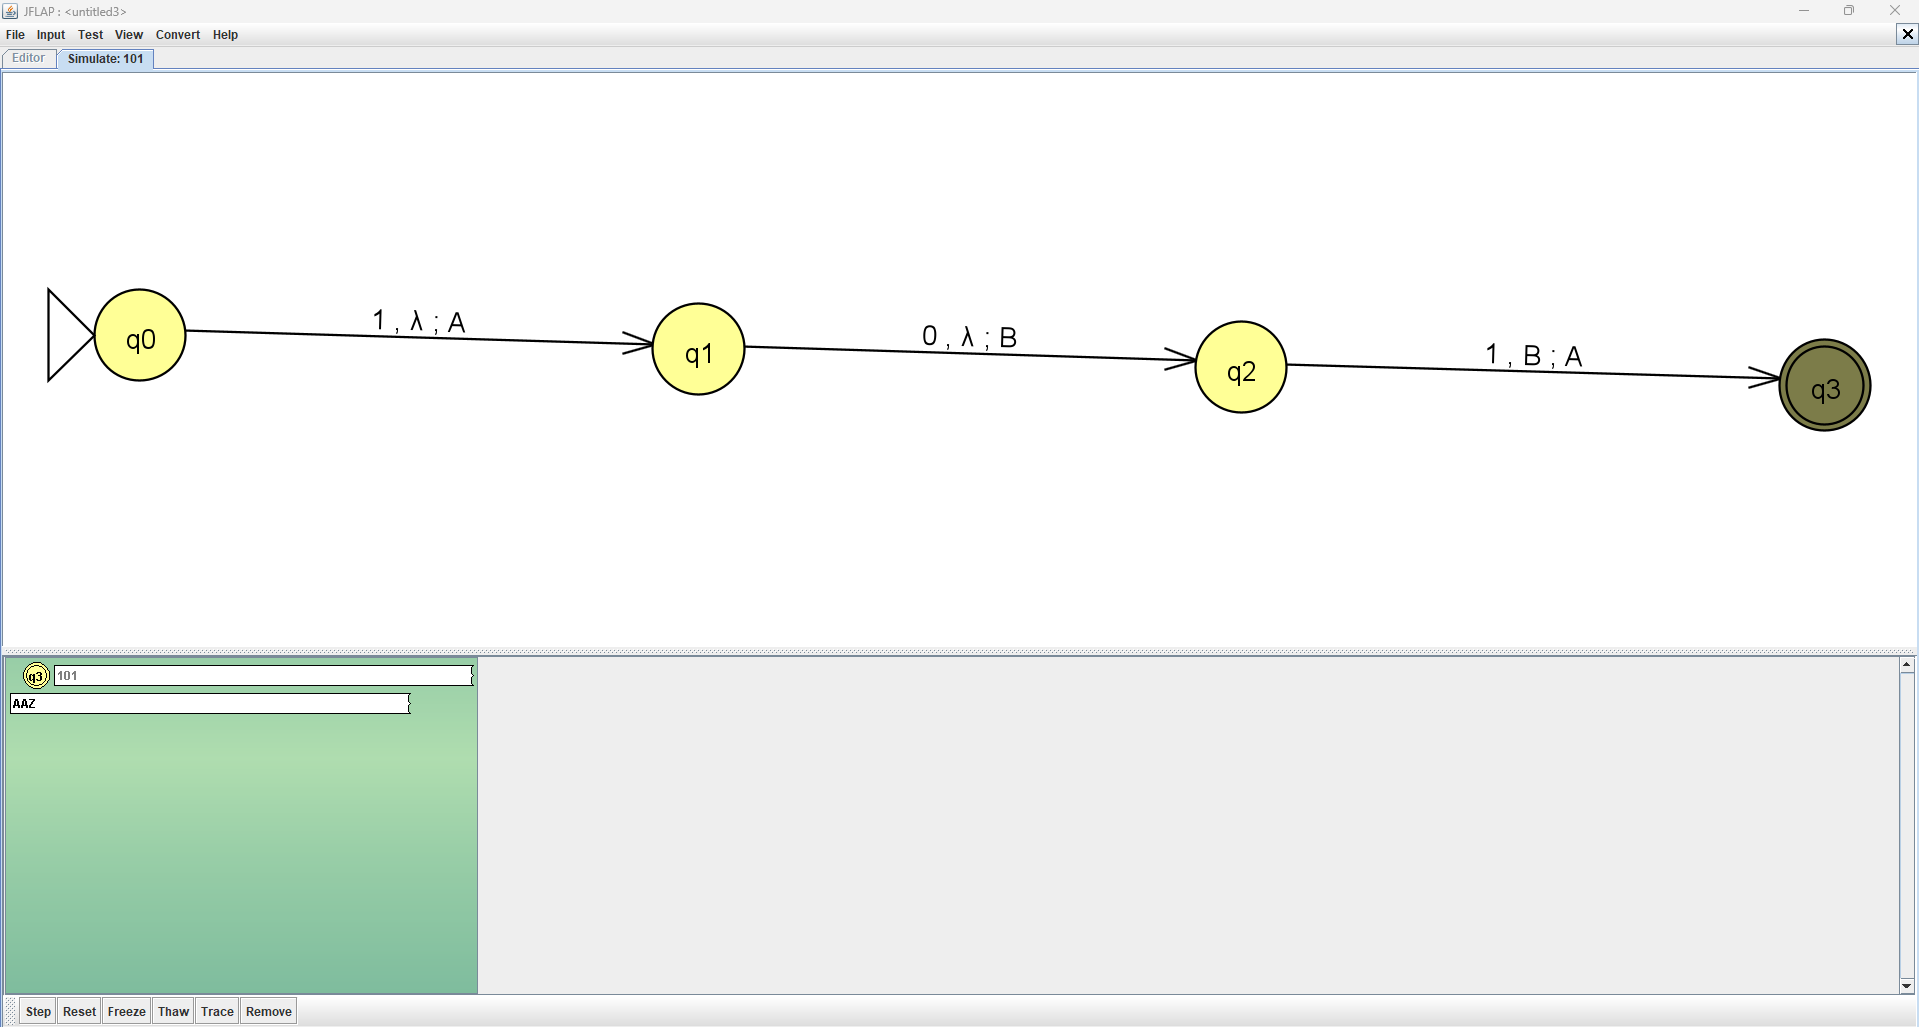 JFLAP : <untitled3>
File Input Test View Convert Help
Editor Simulate: 101
q0
1 , λ ; A
q1
0 , λ ; B
q2
1 , B ; A
q3
q3 101
AAZ
Step Reset Freeze Thaw Trace Remove